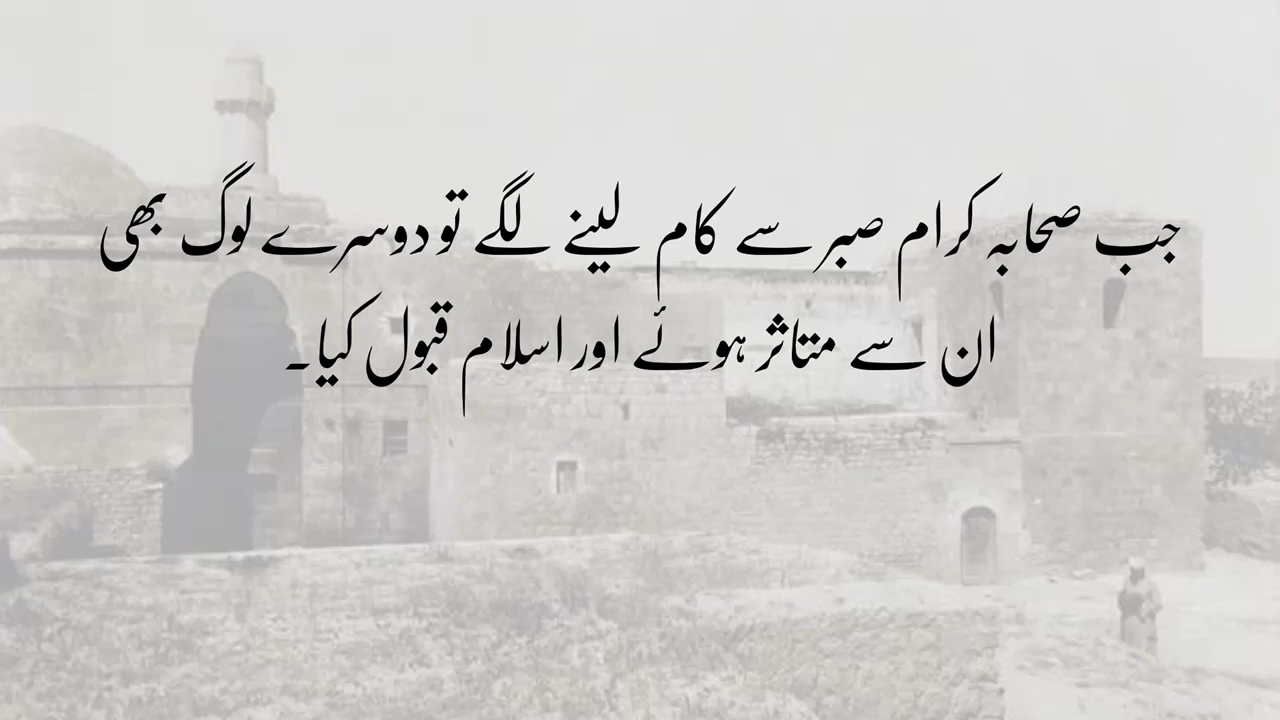 جب صحابہ کرام صبر سے کام لینے لگے تو دوسرے لوگ بھی
ان سے متاثر ہوئے اور اسلام قبول کیا۔